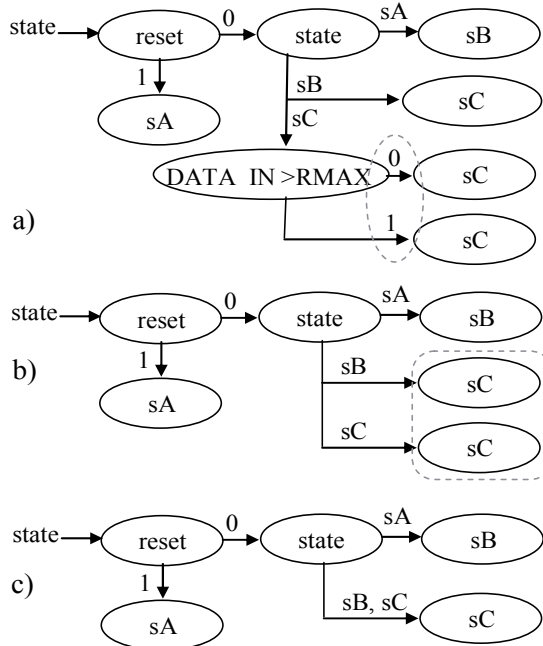 sA
0
state
reset
state
sB
1
sB
sA
sC
sC
0
DATA IN >RMAX
sC
1
a)
sC
sA
0
state
reset
state
sB
1
sB
b)
sC
sA
sC
sC
sA
0
state
reset
state
sB
1
c)
sB, sC
sA
sC